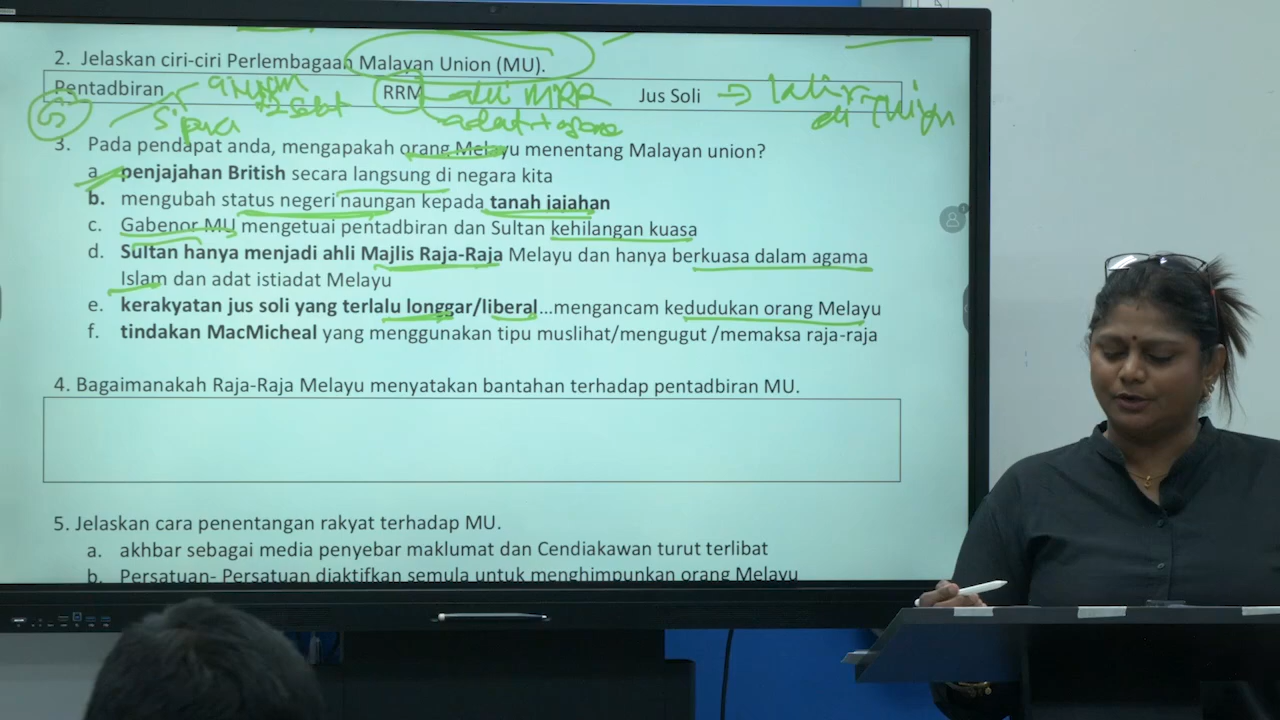 2. Jelaskan ciri-ciri Perlembagaan Malayan Union (MU).
Pentadbiran RRM Jus Soli → lahir di
ahli MRR
adat + agama
3. Pada pendapat anda, mengapakah orang Melayu menentang Malayan union?
a. penjajahan British secara langsung di negara kita
b. mengubah status negeri naungan kepada tanah jajahan
c. Gabenor MU mengetuai pentadbiran dan Sultan kehilangan kuasa
d. Sultan hanya menjadi ahli Majlis Raja-Raja Melayu dan hanya berkuasa dalam agama
Islam dan adat istiadat Melayu
e. kerakyatan jus soli yang terlalu longgar/liberal...mengancam kedudukan orang Melayu
f. tindakan MacMicheal yang menggunakan tipu muslihat/mengugut /memaksa raja-raja
4. Bagaimanakah Raja-Raja Melayu menyatakan bantahan terhadap pentadbiran MU.
5. Jelaskan cara penentangan rakyat terhadap MU.
a. akhbar sebagai media penyebar maklumat dan Cendiakawan turut terlibat
b. Persatuan- Persatuan diaktifkan semula untuk menghimpunkan orang Melayu